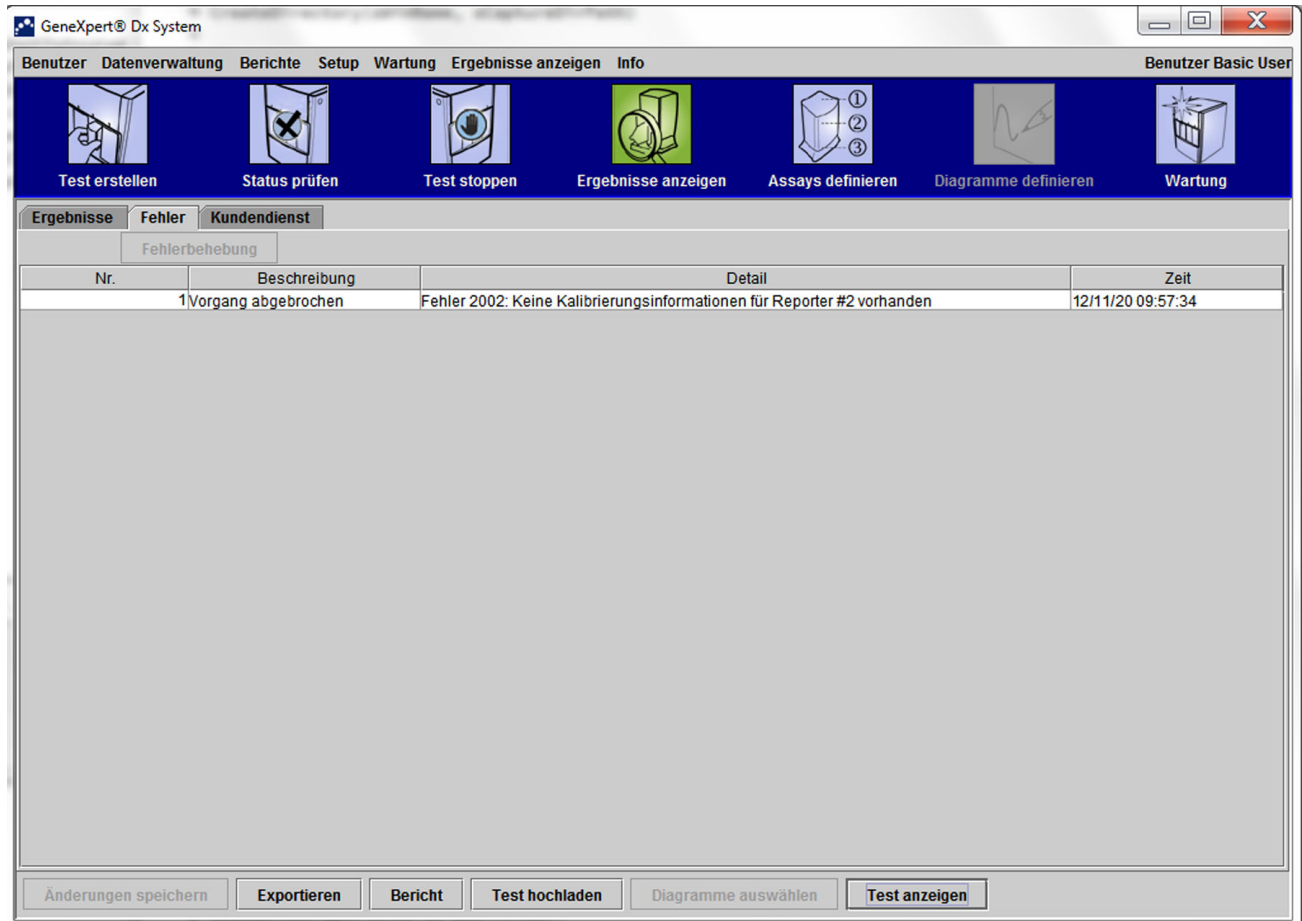 GeneXpert® Dx System
Benutzer Datenverwaltung Berichte Setup Wartung Ergebnisse anzeigen Info Benutzer Basic User
Test erstellen Status prüfen Test stoppen Ergebnisse anzeigen Assays definieren Diagramme definieren Wartung
Ergebnisse Fehler Kundendienst
Fehlerbehebung
Nr. Beschreibung Detail Zeit
1 Vorgang abgebrochen Fehler 2002: Keine Kalibrierungsinformationen für Reporter #2 vorhanden 12/11/20 09:57:34
Änderungen speichern Exportieren Bericht Test hochladen Diagramme auswählen Test anzeigen